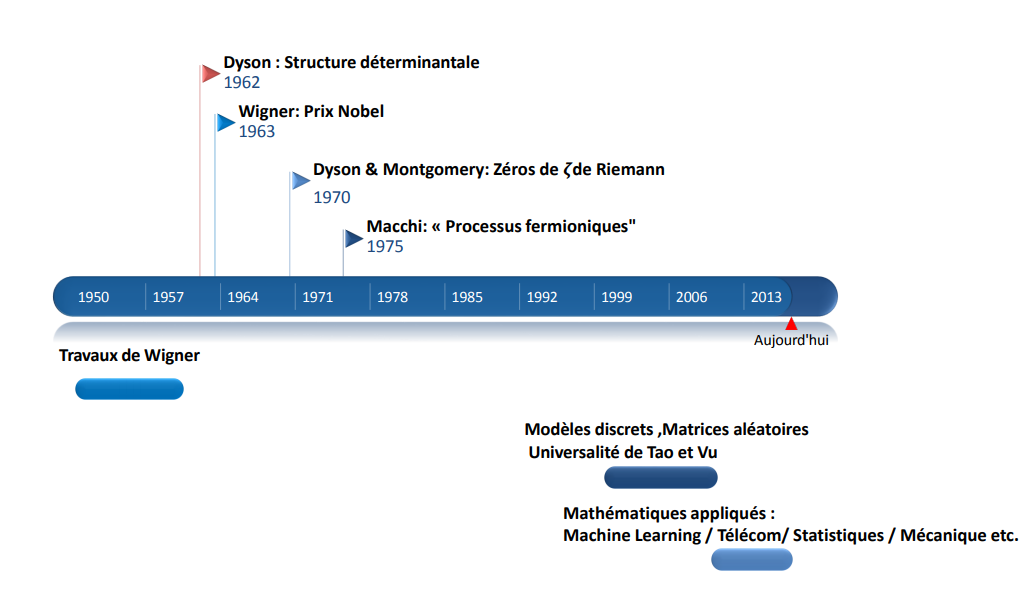 Dyson : Structure déterminantale
1962
Wigner: Prix Nobel
1963
Dyson & Montgomery: Zéros de ζde Riemann
1970
Macchi: « Processus fermioniques"
1975
1950 1957 1964 1971 1978 1985 1992 1999 2006 2013
Aujourd'hui
Travaux de Wigner
Modèles discrets ,Matrices aléatoires
Universalité de Tao et Vu
Mathématiques appliqués :
Machine Learning / Télécom/ Statistiques / Mécanique etc.